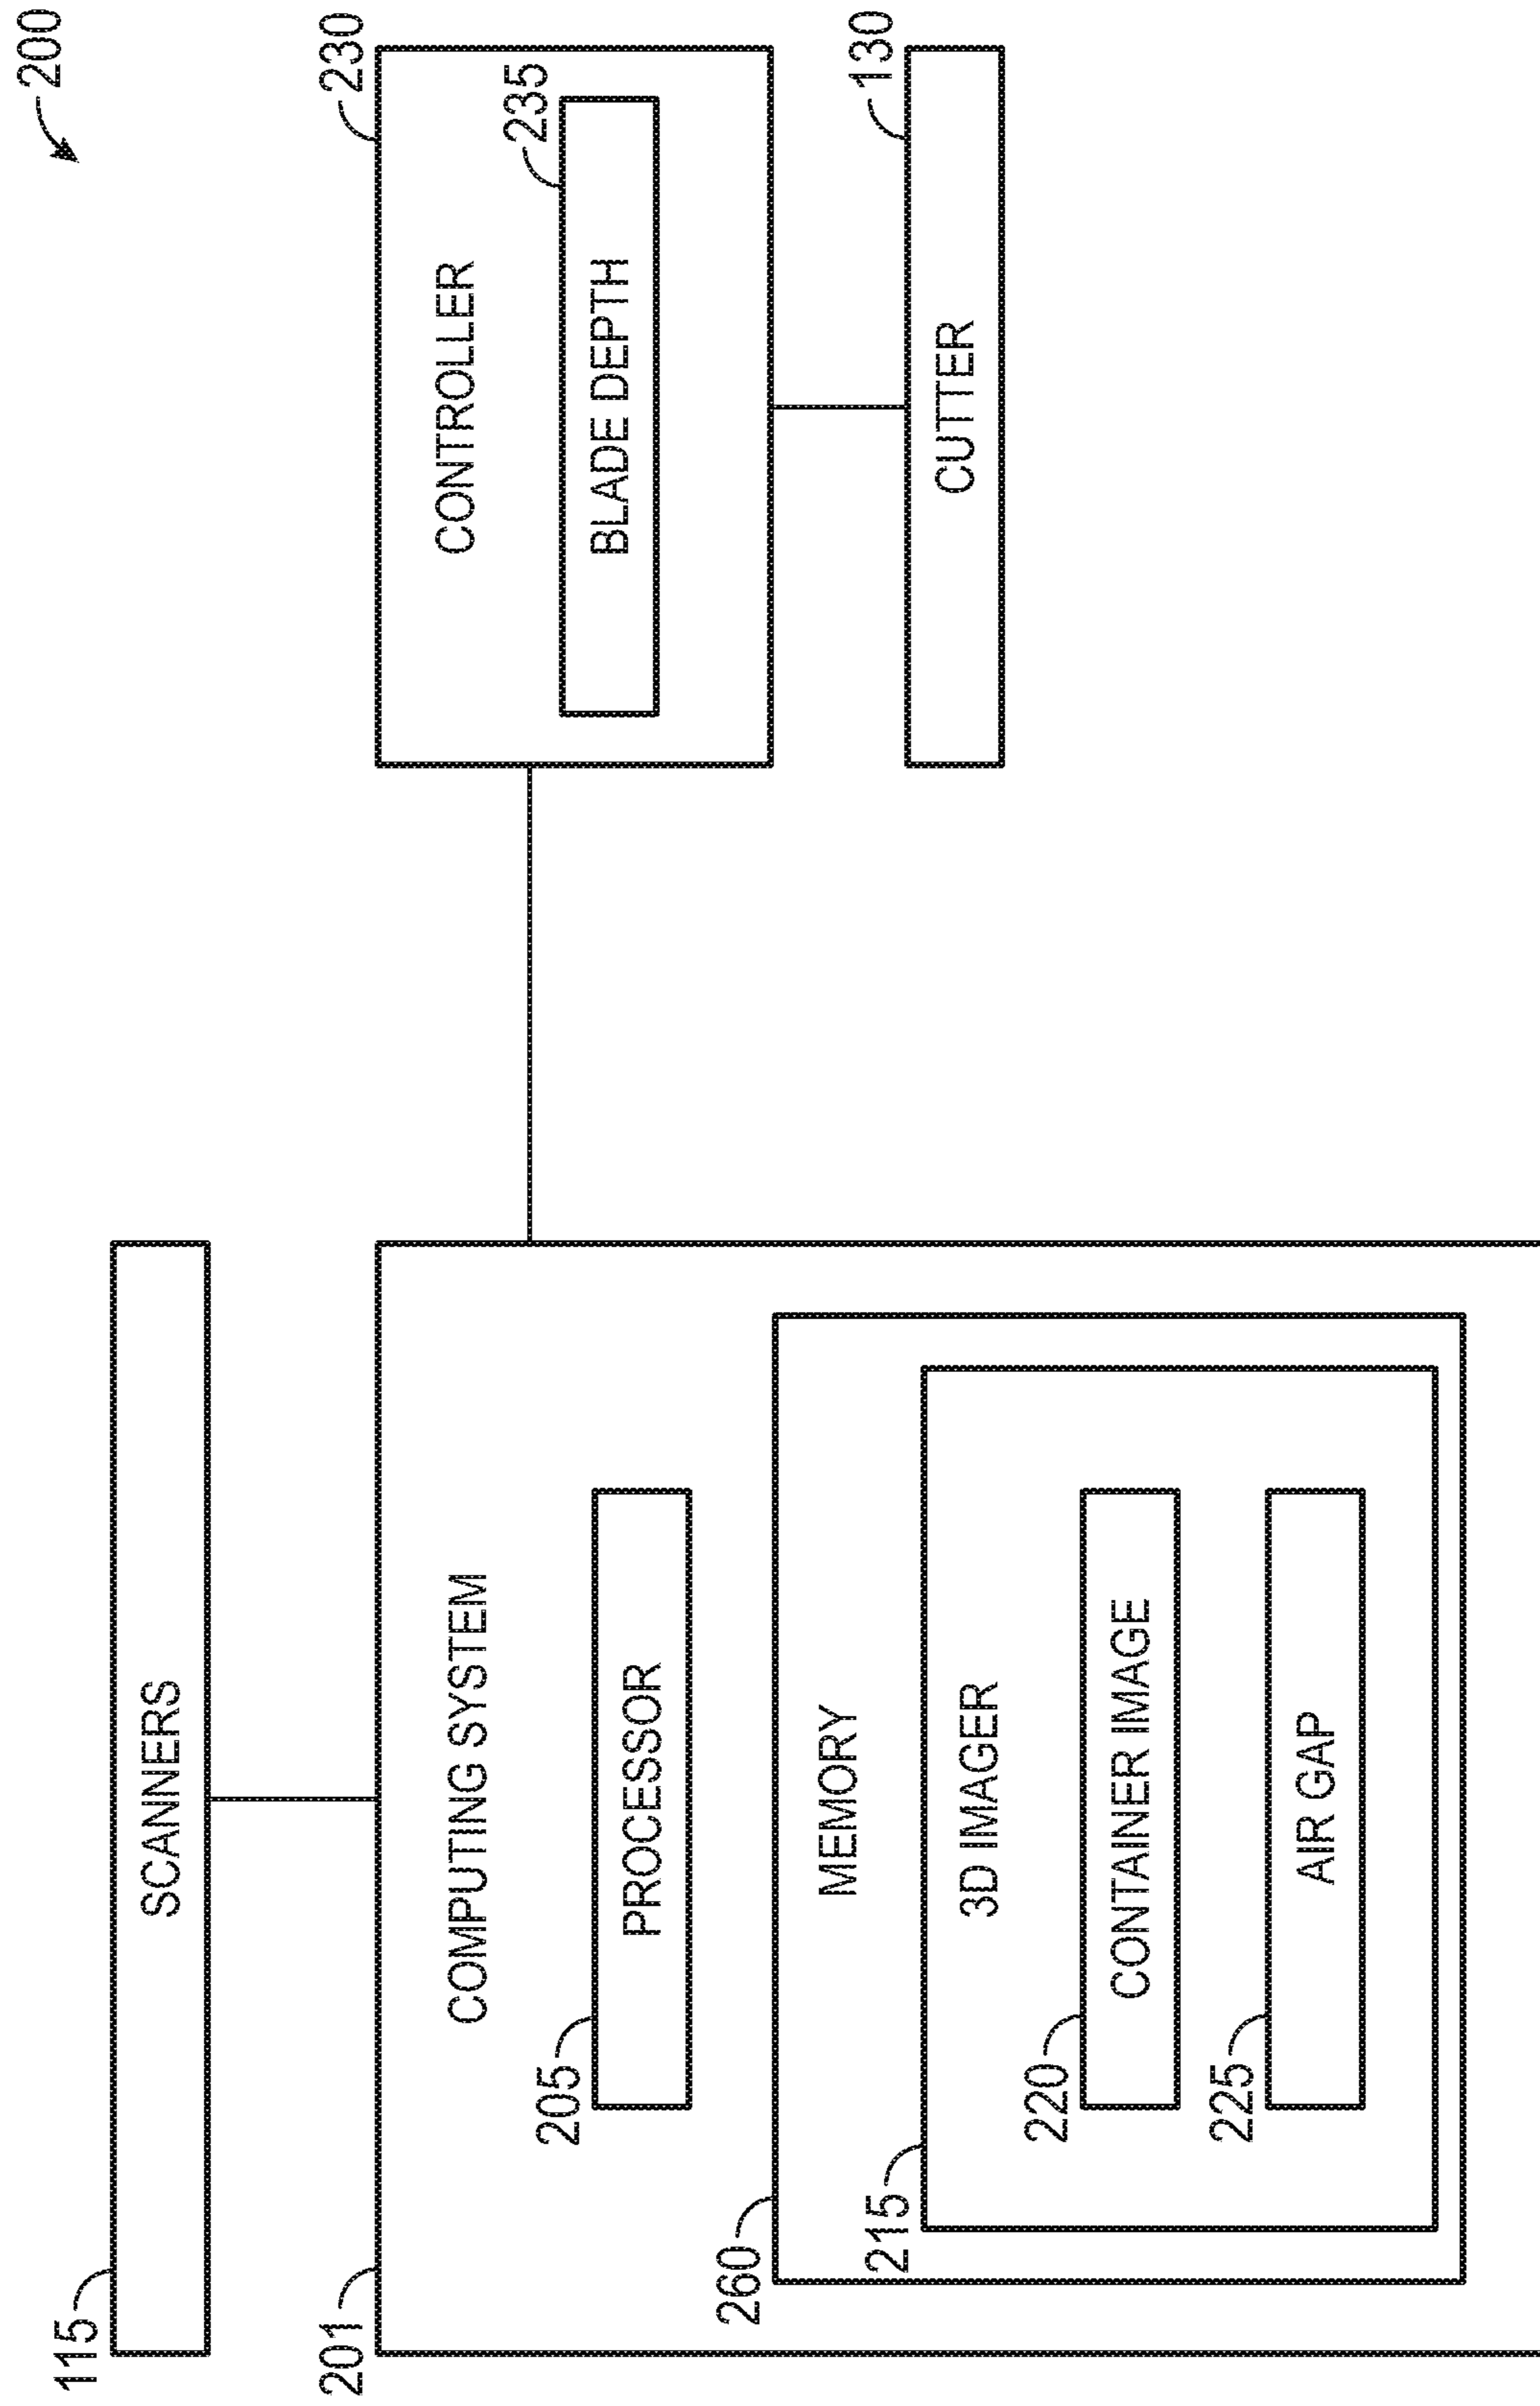 200
115
SCANNERS
201
COMPUTING SYSTEM
205
PROCESSOR
260
MEMORY
215
3D IMAGER
220
CONTAINER IMAGE
225
AIR GAP
230
CONTROLLER
235
BLADE DEPTH
130
CUTTER